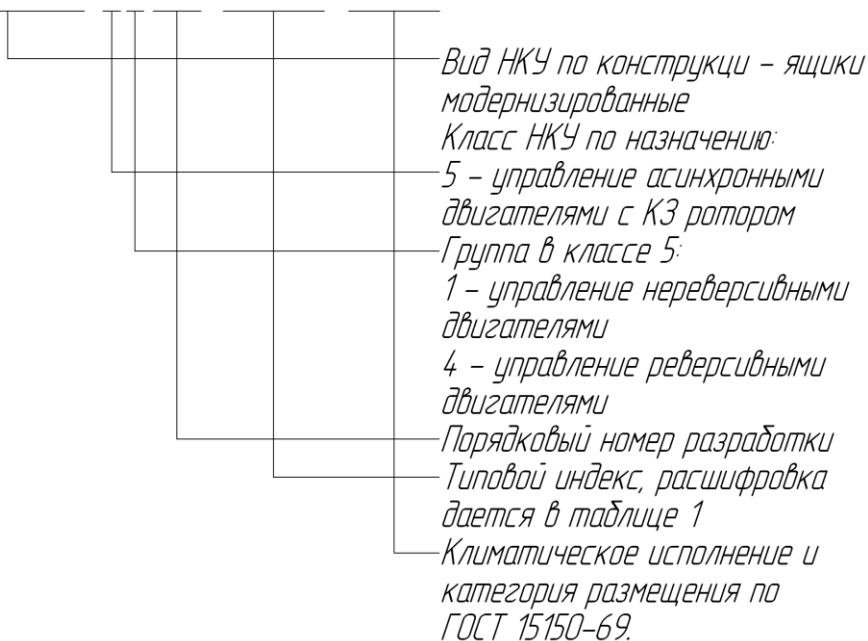 Вид НКУ по конструкци – ящики
модернизированные
Класс НКУ по назначению:
5 – управление асинхронными
двигателями с КЗ ротором
Группа в классе 5:
1 – управление нереверсивными
двигателями
4 – управление реверсивными
двигателями
Порядковый номер разработки
Типовой индекс, расшифровка
дается в таблице 1
Климатическое исполнение и
категория размещения по
ГОСТ 15150–69.